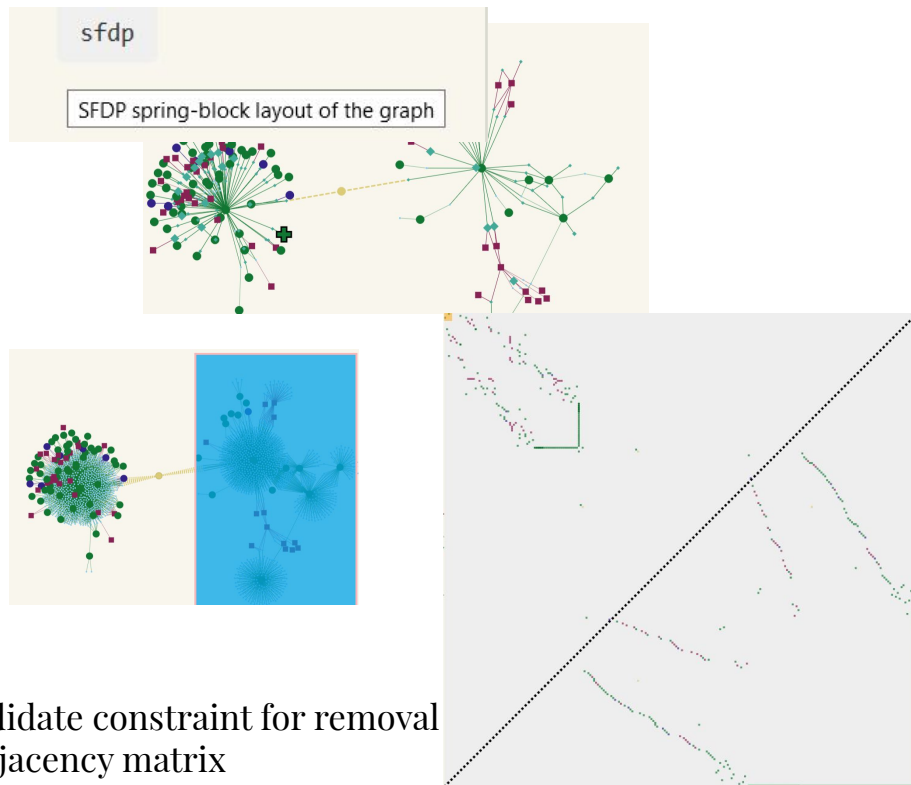 sfdp
SFDP spring-block layout of the graph
lidate constraint for removal
jacency matrix